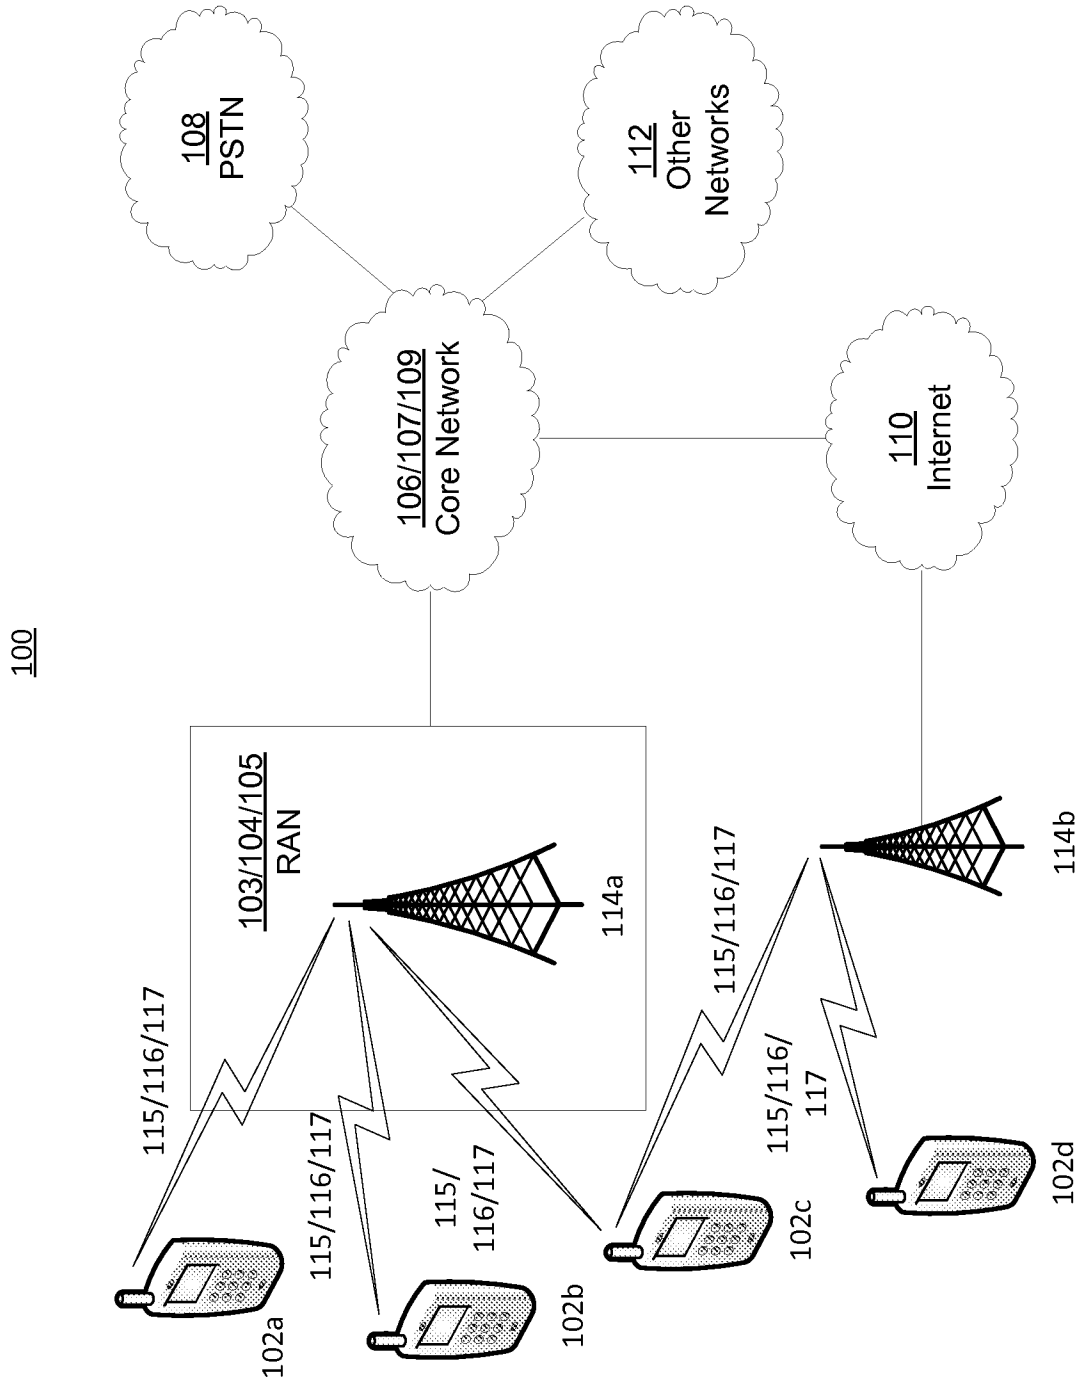 100
108
PSTN
112
Other
Networks
106/107/109
Core Network
110
Internet
103/104/105
RAN
114a
114b
115/116/117
115/116/117
115/
116/117
115/116/117
115/116/
117
102a
102b
102c
102d